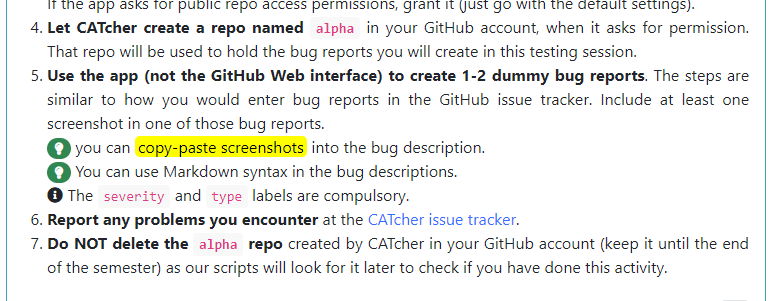 If the app asks for public repo access permissions, grant it (just go with the default settings).
4. Let CATcher create a repo named alpha in your GitHub account, when it asks for permission.
That repo will be used to hold the bug reports you will create in this testing session.
5. Use the app (not the GitHub Web interface) to create 1-2 dummy bug reports. The steps are
similar to how you would enter bug reports in the GitHub issue tracker. Include at least one
screenshot in one of those bug reports.
you can copy-paste screenshots into the bug description.
You can use Markdown syntax in the bug descriptions.
The severity and type labels are compulsory.
6. Report any problems you encounter at the CATcher issue tracker.
7. Do NOT delete the alpha repo created by CATcher in your GitHub account (keep it until the end
of the semester) as our scripts will look for it later to check if you have done this activity.